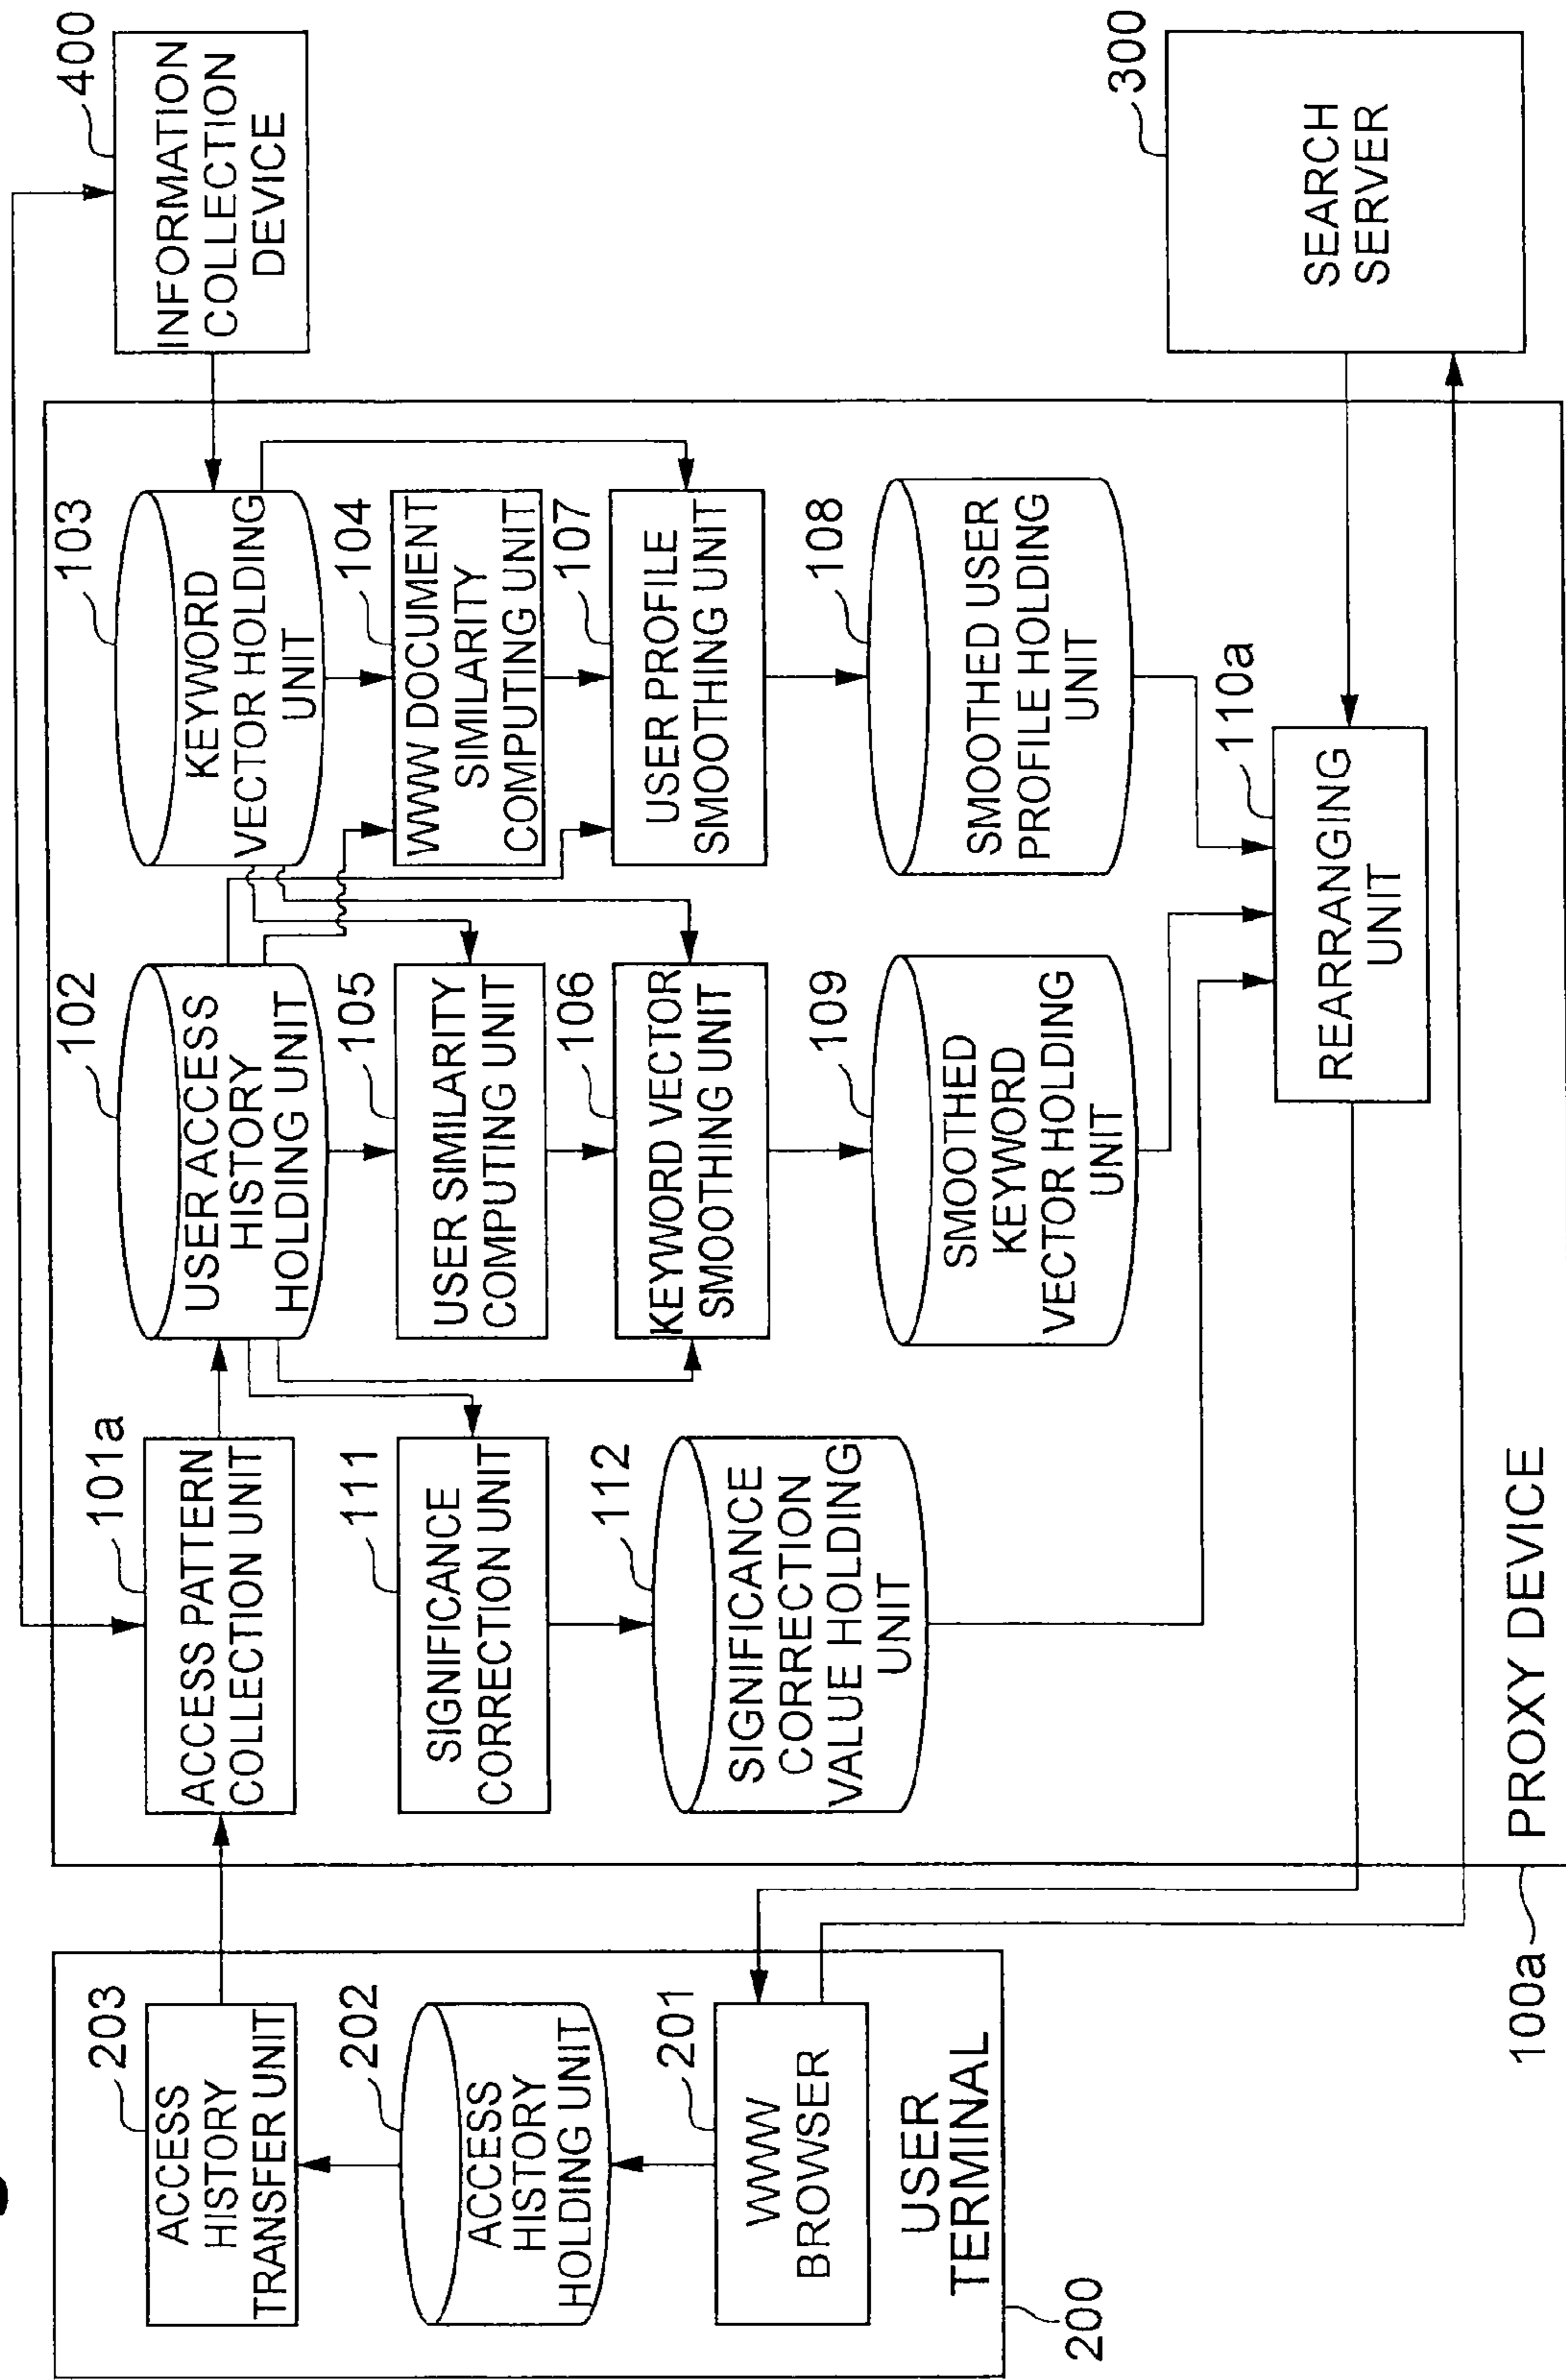 203
ACCESS
HISTORY
TRANSFER UNIT
202
ACCESS
HISTORY
HOLDING UNIT
201
WWW
BROWSER
USER
TERMINAL
200
101a
ACCESS PATTERN
COLLECTION UNIT
111
SIGNIFICANCE
CORRECTION UNIT
112
SIGNIFICANCE
CORRECTION
VALUE HOLDING
UNIT
102
USER ACCESS
HISTORY
HOLDING UNIT
105
USER SIMILARITY
COMPUTING UNIT
106
KEYWORD VECTOR
SMOOTHING UNIT
109
SMOOTHED
KEYWORD
VECTOR HOLDING
UNIT
103
KEYWORD
VECTOR HOLDING
UNIT
104
WWW DOCUMENT
SIMILARITY
COMPUTING UNIT
107
USER PROFILE
SMOOTHING UNIT
108
SMOOTHED USER
PROFILE HOLDING
UNIT
110a
REARRANGING
UNIT
100a
PROXY DEVICE
400
INFORMATION
COLLECTION
DEVICE
300
SEARCH
SERVER